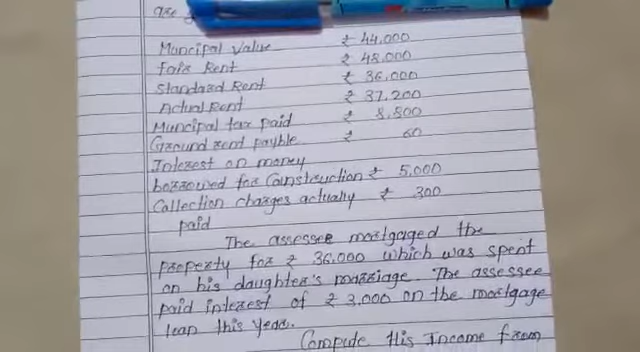 are
Muncipal value ₹ 44,000
fair Rent ₹ 48,000
Standard Rent ₹ 36,000
Actual Rent ₹ 37,200
Muncipal tax paid ₹ 8,800
Ground rent payble ₹ 60
Interest on money
borrowed for Counstruction ₹ 5,000
Collection charges actually ₹ 300
paid
The assessee mortgaged the
property for ₹ 36,000 which was spent
on his daughter's marriage. The assessee
paid interest of ₹ 3,000 on the mortgage
loan this year.
Compute His Income from